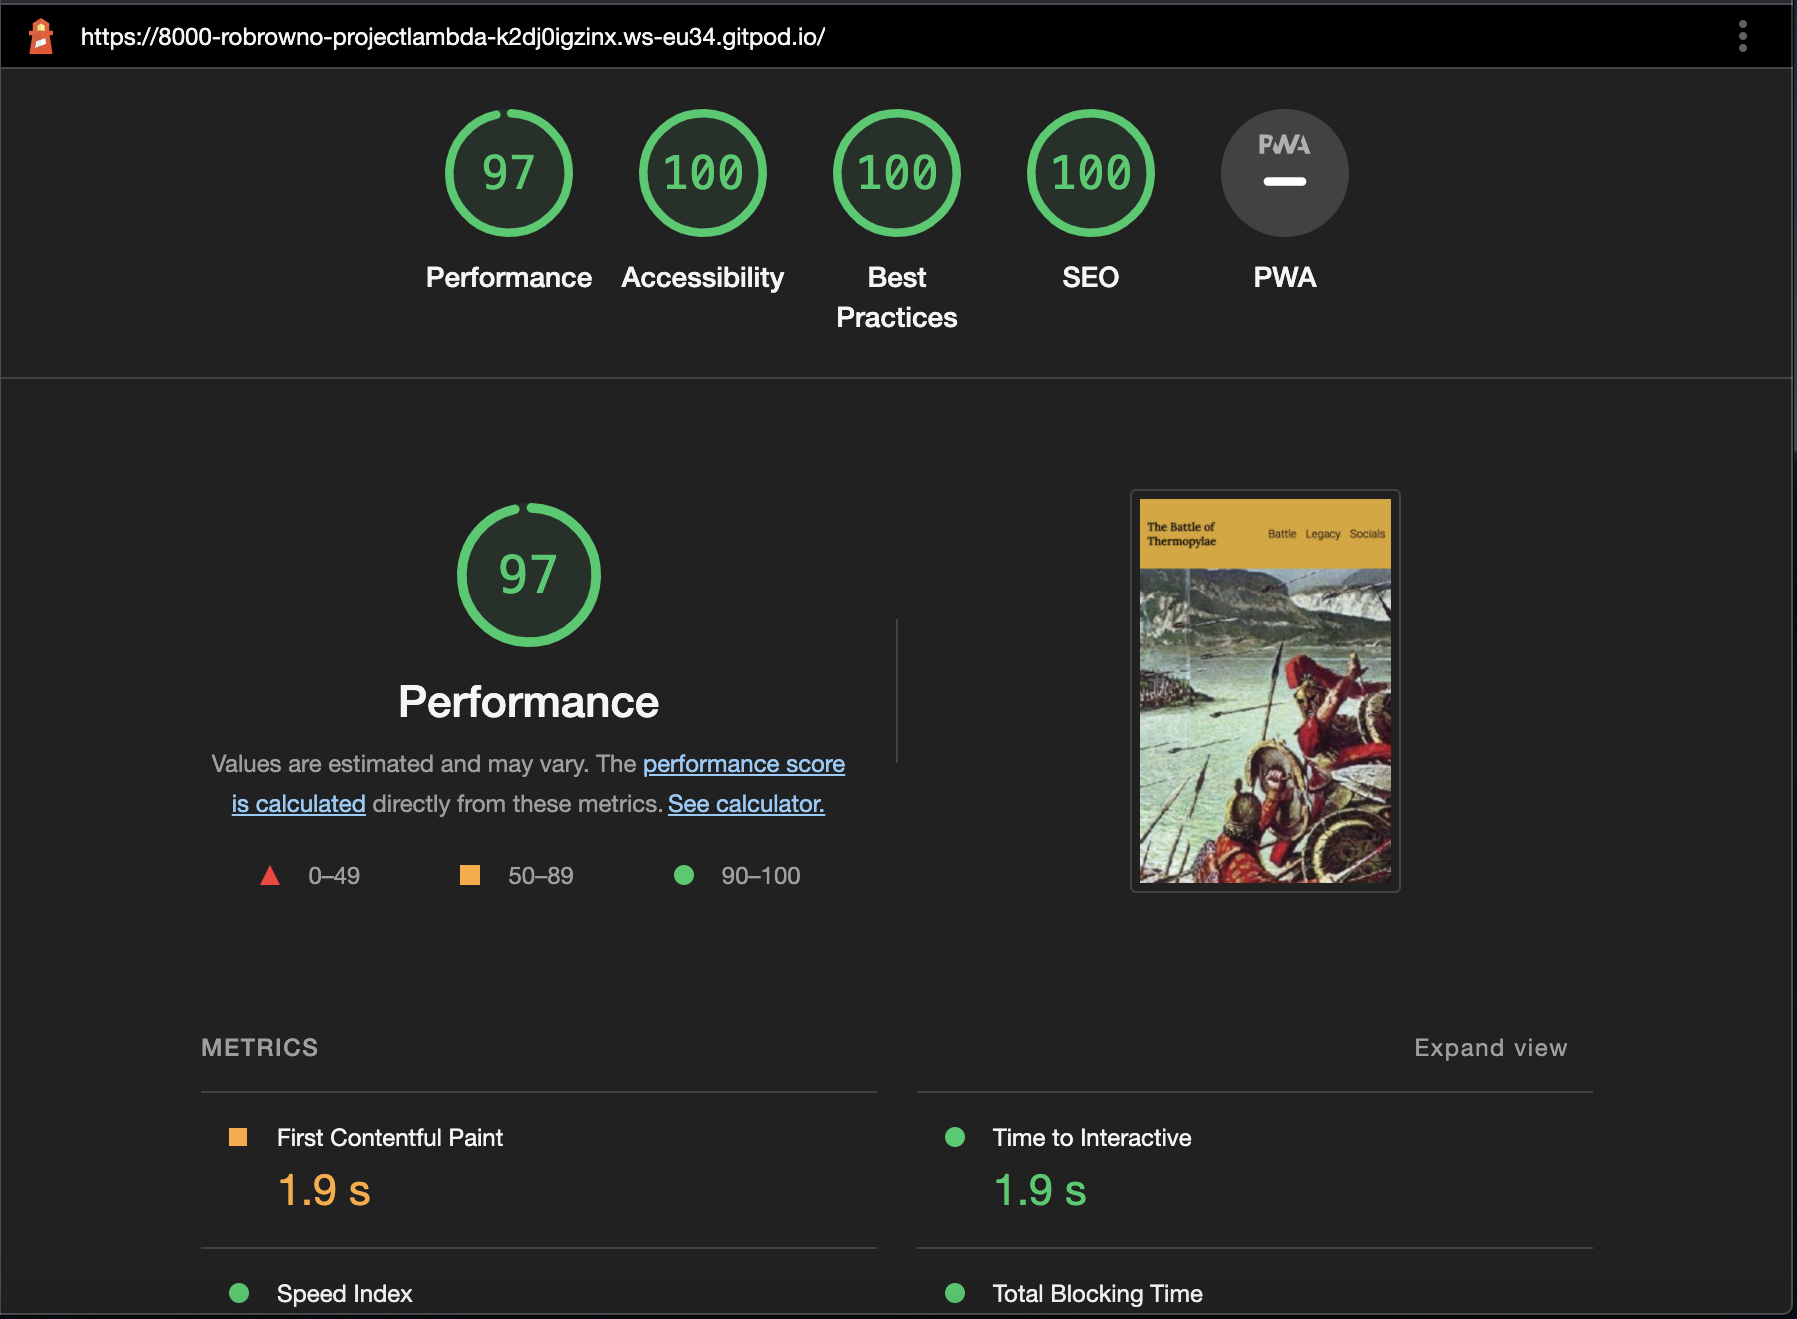 https://8000-robrowno-projectlambda-k2dj0igzinx.ws-eu34.gitpod.io/
97
100
100
100
PWA
Performance
Accessibility
Best
Practices
SEO
PWA
97
Performance
Values are estimated and may vary. The performance score
is calculated directly from these metrics. See calculator.
0–49
50–89
90–100
The Battle of
Thermopylae
Battle Legacy Socials
METRICS
Expand view
First Contentful Paint
1.9 s
Time to Interactive
1.9 s
Speed Index
Total Blocking Time